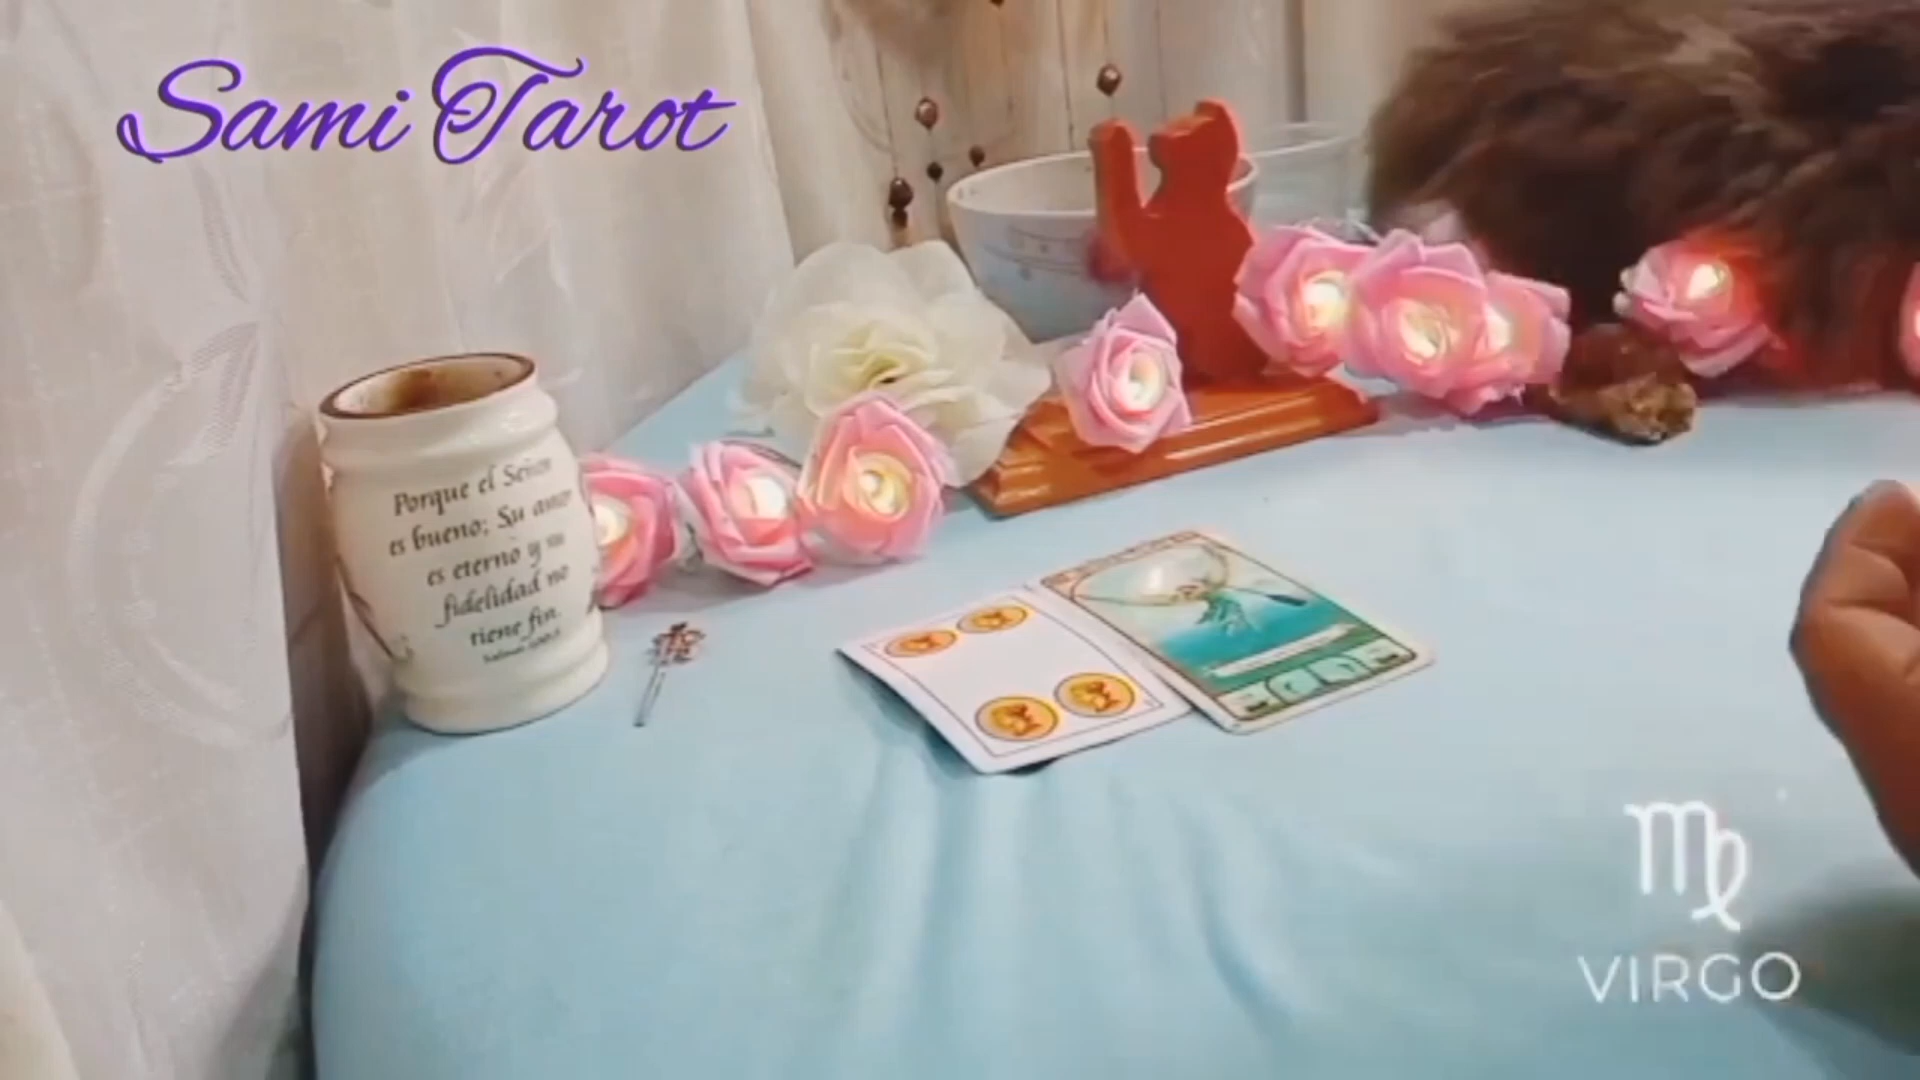 Sami Tarot
Porque el Señor
es bueno; Su amor
es eterno y su
fidelidad no
tiene fin.
VIRGO